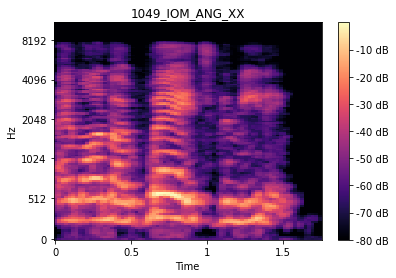 1049_IOM_ANG_XX
8192
4096
2048
1024
512
0
Hz
0
0.5
1
1.5
Time
-10 dB
-20 dB
-30 dB
-40 dB
-50 dB
-60 dB
-70 dB
-80 dB